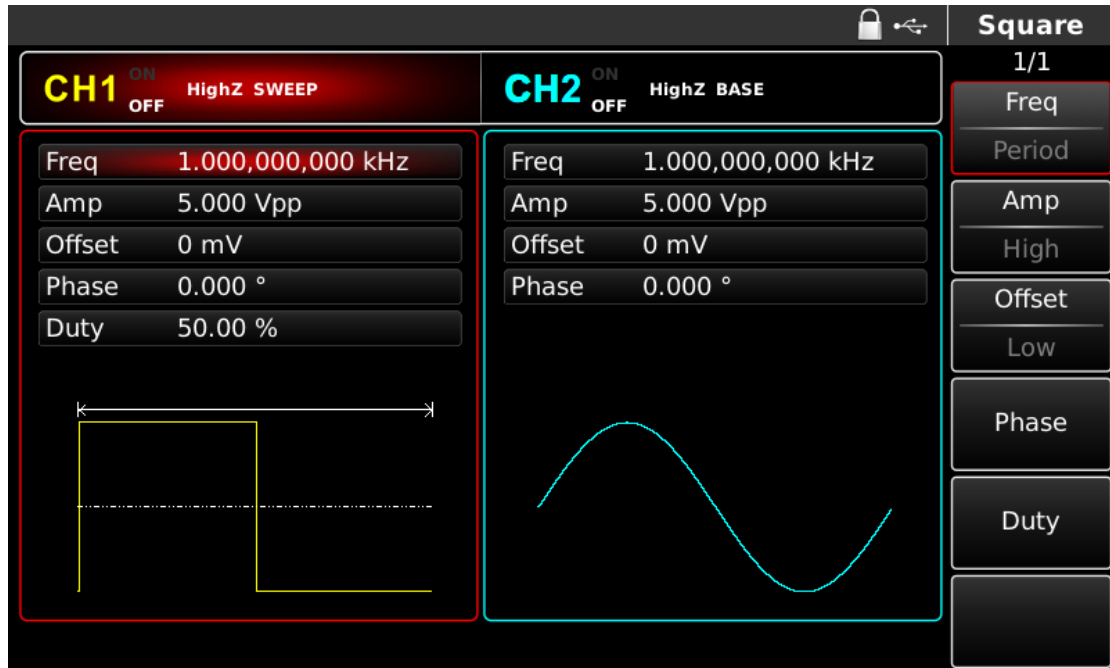 Square
1/1
CH1 ON OFF HighZ SWEEP
CH2 ON OFF HighZ BASE
Freq 1.000,000,000 kHz
Amp 5.000 Vpp
Offset 0 mV
Phase 0.000 °
Duty 50.00 %
Freq 1.000,000,000 kHz
Amp 5.000 Vpp
Offset 0 mV
Phase 0.000 °
Freq
Period
Amp
High
Offset
Low
Phase
Duty